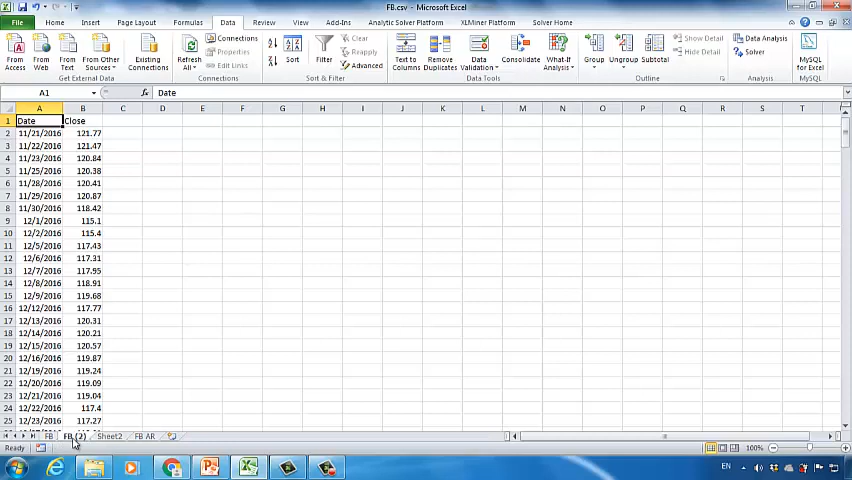 FB.csv - Microsoft Excel
File Home Insert Page Layout Formulas Data Review View Add-Ins Analytic Solver Platform XLMiner Platform Solver Home
From Access
From Web
From Text
From Other Sources
Existing Connections
Get External Data
Refresh All
Connections
Properties
Edit Links
Connections
Sort
Filter
Clear
Reapply
Advanced
Sort & Filter
Text to Columns
Remove Duplicates
Data Validation
Consolidate
What-If Analysis
Data Tools
Group
Ungroup
Subtotal
Show Detail
Hide Detail
Outline
Data Analysis
Solver
Analysis
MySQL for Excel
MySQL
A1 fx Date
A B C D E F G H I J K L M N O P Q R S T
1 Date Close
2 11/21/2016 121.77
3 11/22/2016 121.47
4 11/23/2016 120.84
5 11/25/2016 120.38
6 11/28/2016 120.41
7 11/29/2016 120.87
8 11/30/2016 118.42
9 12/1/2016 115.1
10 12/2/2016 115.4
11 12/5/2016 117.43
12 12/6/2016 117.31
13 12/7/2016 117.95
14 12/8/2016 118.91
15 12/9/2016 119.68
16 12/12/2016 117.77
17 12/13/2016 120.31
18 12/14/2016 120.21
19 12/15/2016 120.57
20 12/16/2016 119.87
21 12/19/2016 119.24
22 12/20/2016 119.09
23 12/21/2016 119.04
24 12/22/2016 117.4
25 12/23/2016 117.27
FB FB (2) Sheet2 FB AR
Ready 100%
EN